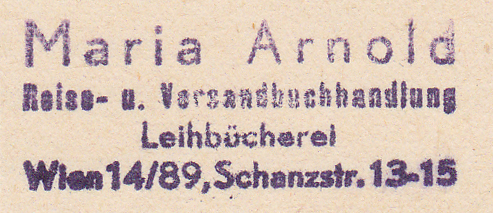 Maria Arnold
Reise- u. Versandbuchhandlung
Leihbücherei
Wien 14/89, Schanzstr. 13-15